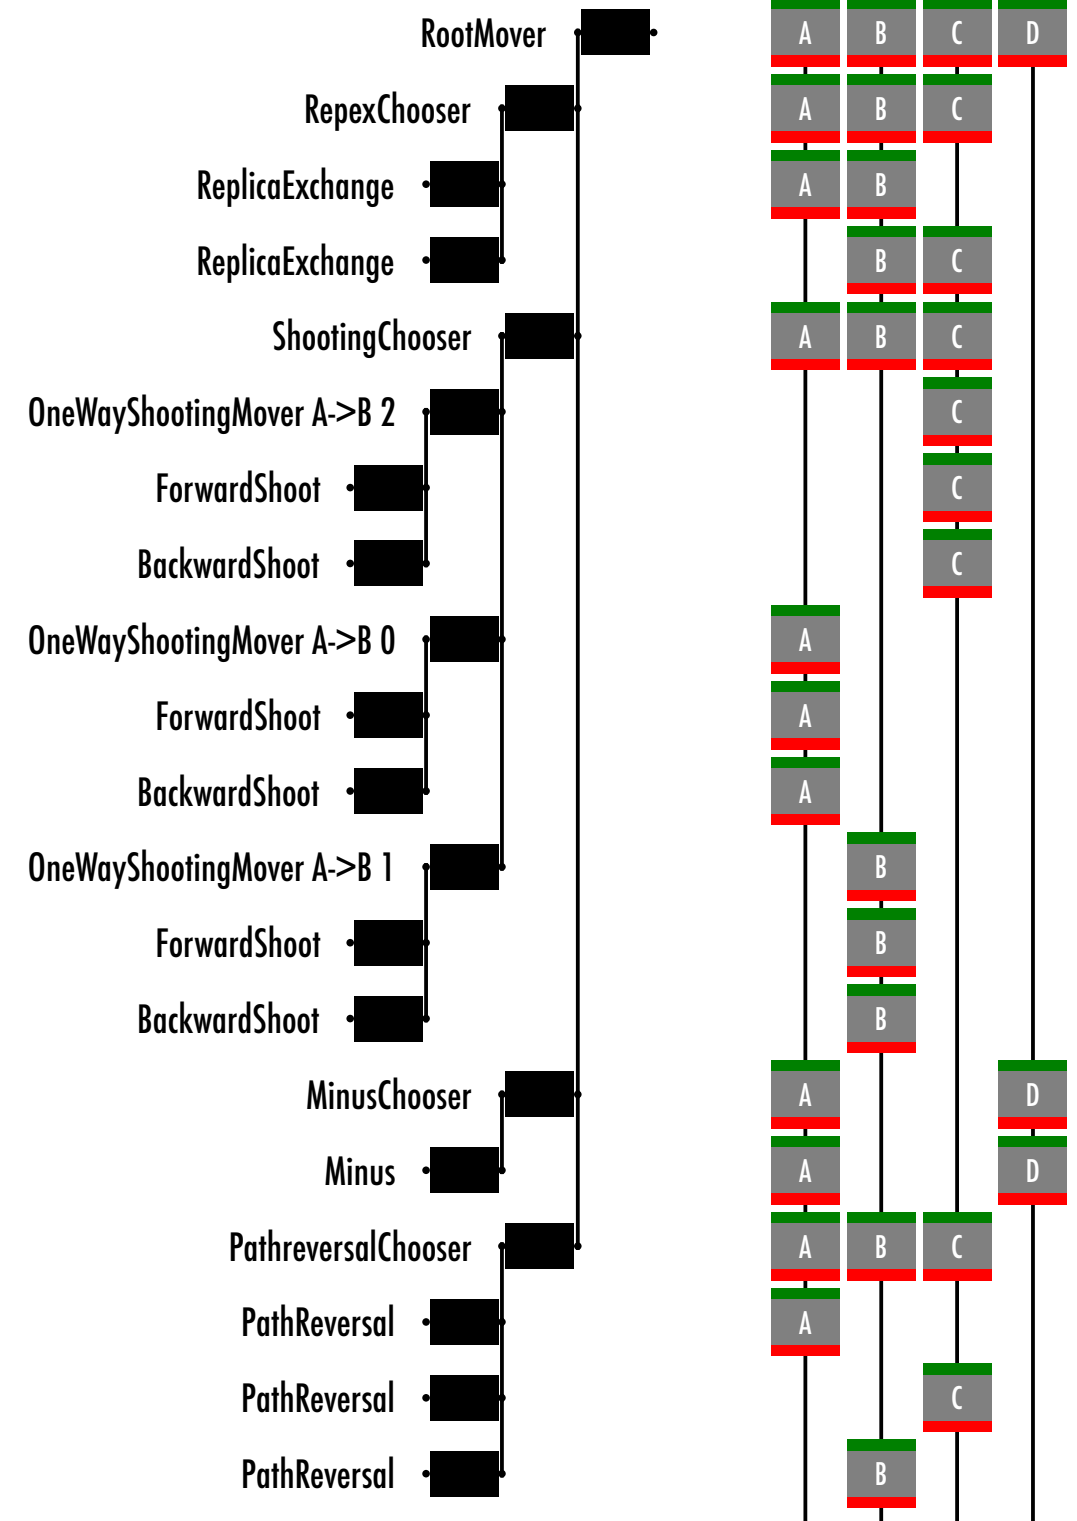 RootMover A B C D
RepexChooser A B C
ReplicaExchange A B
ReplicaExchange B C
ShootingChooser A B C
OneWayShootingMover A->B 2 C
ForwardShoot C
BackwardShoot C
OneWayShootingMover A->B 0 A
ForwardShoot A
BackwardShoot A
OneWayShootingMover A->B 1 B
ForwardShoot B
BackwardShoot B
MinusChooser A D
Minus A D
PathreversalChooser A B C
PathReversal A
PathReversal C
PathReversal B